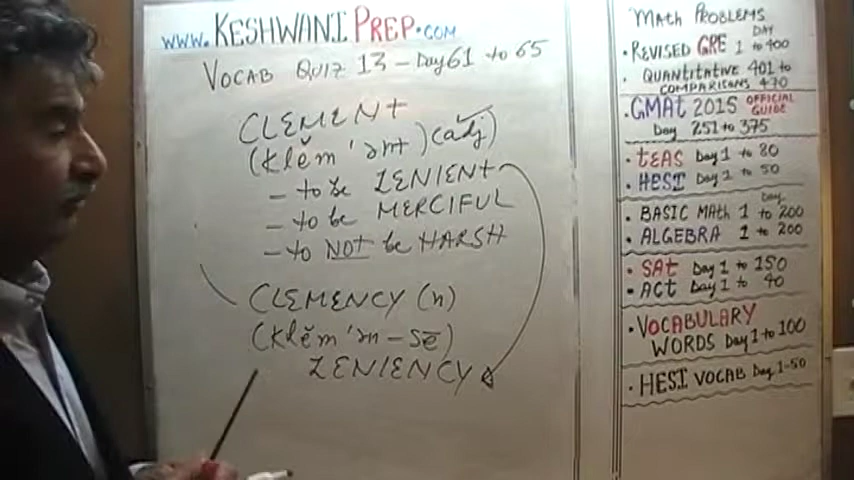 www.KESHWANIPREP.com
VOCAB QUIZ 13 - Day 61 to 65
CLEMENt
(klĕm'ənt) (adj)
- to be LENIENt
- to be MERCIFUL
- to NOt be HARSH
CLEMENCY (n)
(klĕm'ən-sē)
LENIENCY
Math PROBLEMS
DAY
• REVISED GRE 1 to 400
• QUANTITATIVE 401 to
COMPARISONS 470
• GMAt 2015 OFFICIAL GUIDE
Day 251 to 375
• tEAS Day 1 to 80
• HESI Day 1 to 50
Day
• BASIC MAth 1 to 200
• ALGEBRA 1 to 200
• SAt Day 1 to 150
• ACt Day 1 to 40
• VOCABULARY
WORDS Day 1 to 100
• HESI VOCAB Day 1-50